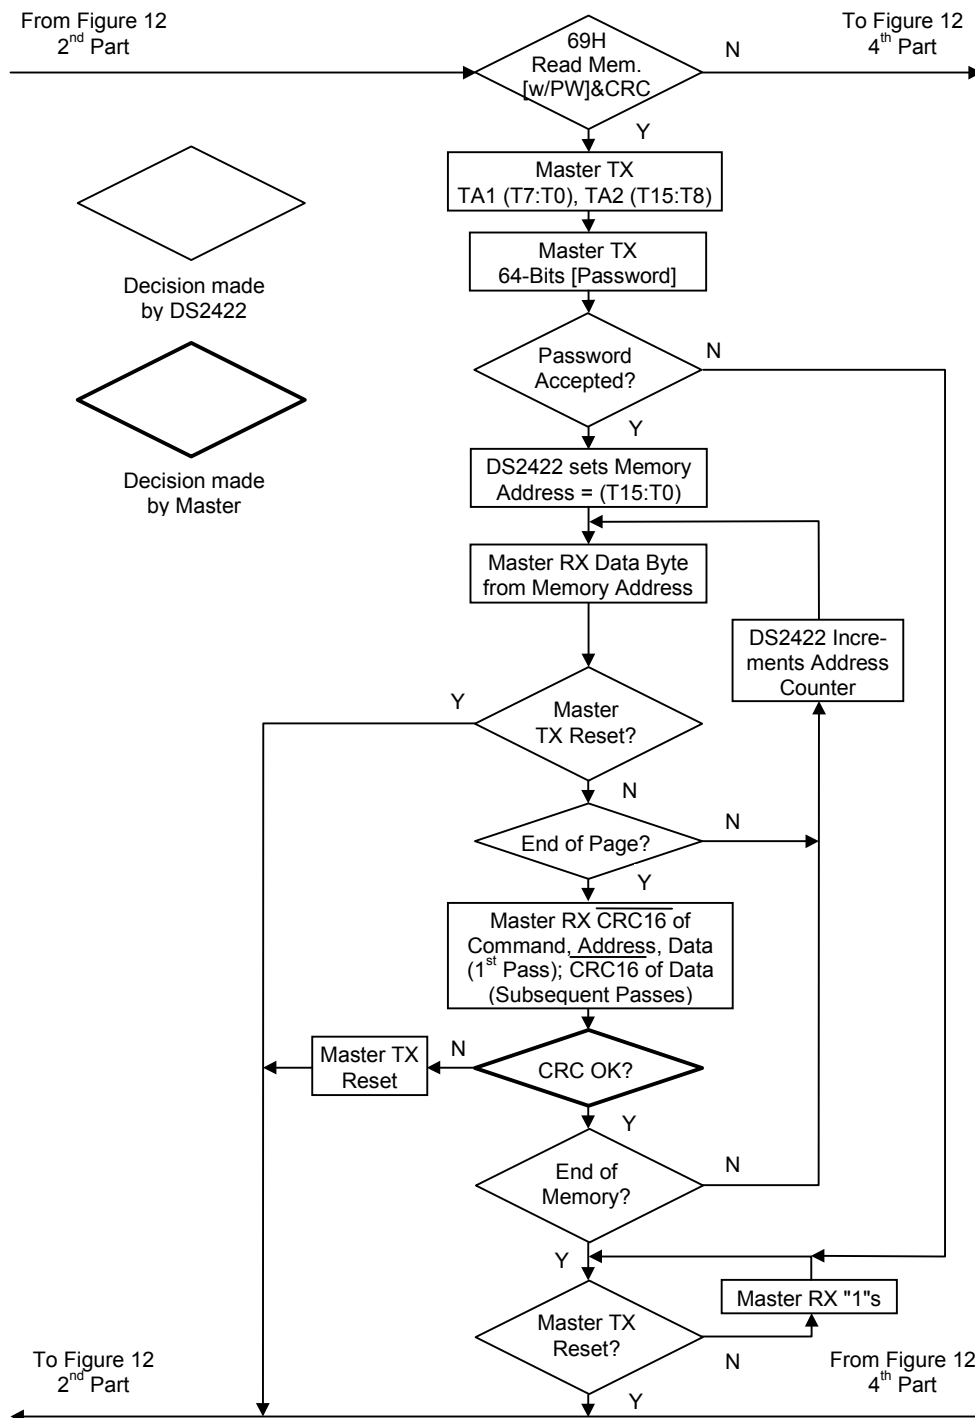 From Figure 12
2nd Part
69H
Read Mem.
[w/PW]&CRC
N
To Figure 12
4th Part
Y
Master TX
TA1 (T7:T0), TA2 (T15:T8)
Master TX
64-Bits [Password]
Decision made
by DS2422
Password
Accepted?
N
Y
Decision made
by Master
DS2422 sets Memory
Address = (T15:T0)
Master RX Data Byte
from Memory Address
DS2422 Incre-
ments Address
Counter
Y
Master
TX Reset?
N
End of Page?
N
Y
Master RX CRC16 of
Command, Address, Data
(1st Pass); CRC16 of Data
(Subsequent Passes)
Master TX
Reset
N
CRC OK?
Y
End of
Memory?
N
Y
Master RX "1"s
Master TX
Reset?
N
Y
To Figure 12
2nd Part
From Figure 12
4th Part